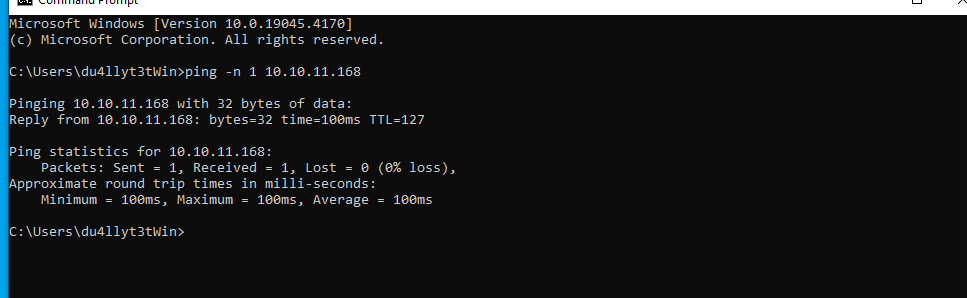 Command Prompt
Microsoft Windows [Version 10.0.19045.4170]
(c) Microsoft Corporation. All rights reserved.
C:\Users\du4llyt3tWin>ping -n 1 10.10.11.168
Pinging 10.10.11.168 with 32 bytes of data:
Reply from 10.10.11.168: bytes=32 time=100ms TTL=127
Ping statistics for 10.10.11.168:
    Packets: Sent = 1, Received = 1, Lost = 0 (0% loss),
Approximate round trip times in milli-seconds:
    Minimum = 100ms, Maximum = 100ms, Average = 100ms
C:\Users\du4llyt3tWin>